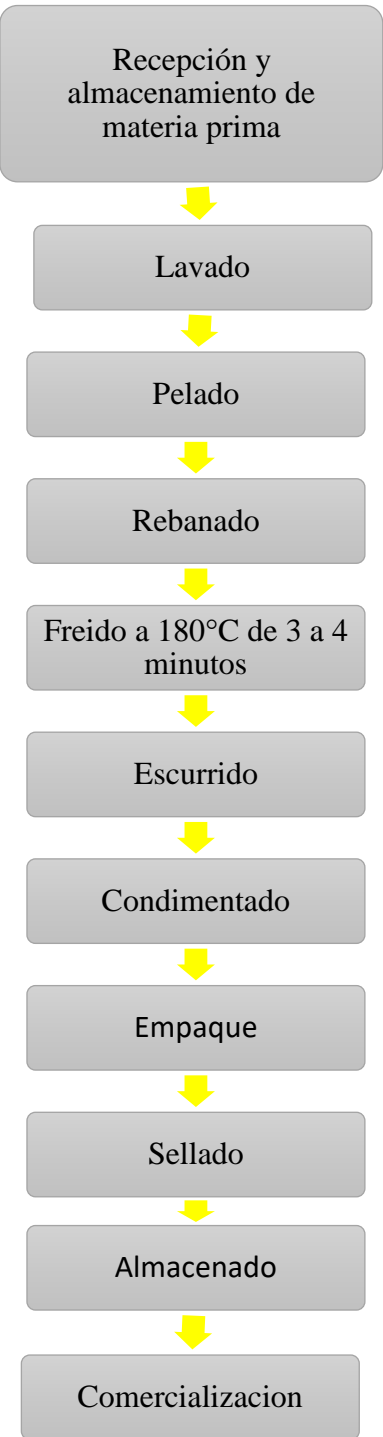 Recepción y
almacenamiento de
materia prima
Lavado
Pelado
Rebanado
Freido a 180°C de 3 a 4
minutos
Escurrido
Condimentado
Empaque
Sellado
Almacenado
Comercializacion